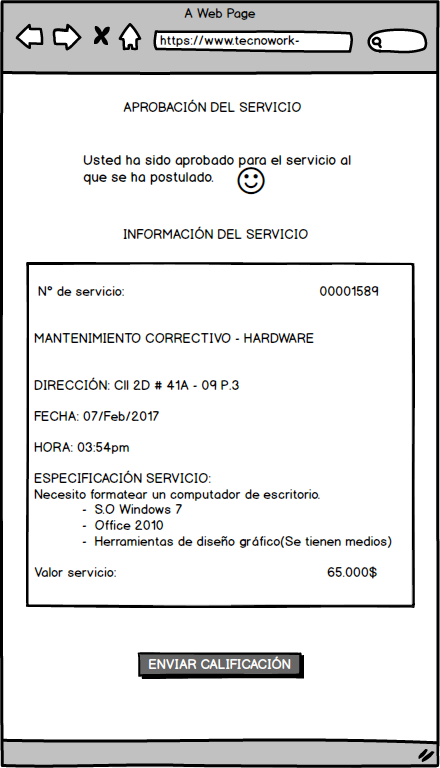 A Web Page
https://www.tecnowork-
APROBACIÓN DEL SERVICIO
Usted ha sido aprobado para el servicio al
que se ha postulado.
INFORMACIÓN DEL SERVICIO
N° de servicio: 00001589
MANTENIMIENTO CORRECTIVO - HARDWARE
DIRECCIÓN: Cll 2D # 41A - 09 P.3
FECHA: 07/Feb/2017
HORA: 03:54pm
ESPECIFICACIÓN SERVICIO:
Necesito formatear un computador de escritorio.
- S.O Windows 7
- Office 2010
- Herramientas de diseño gráfico(Se tienen medios)
Valor servicio: 65.000$
ENVIAR CALIFICACIÓN